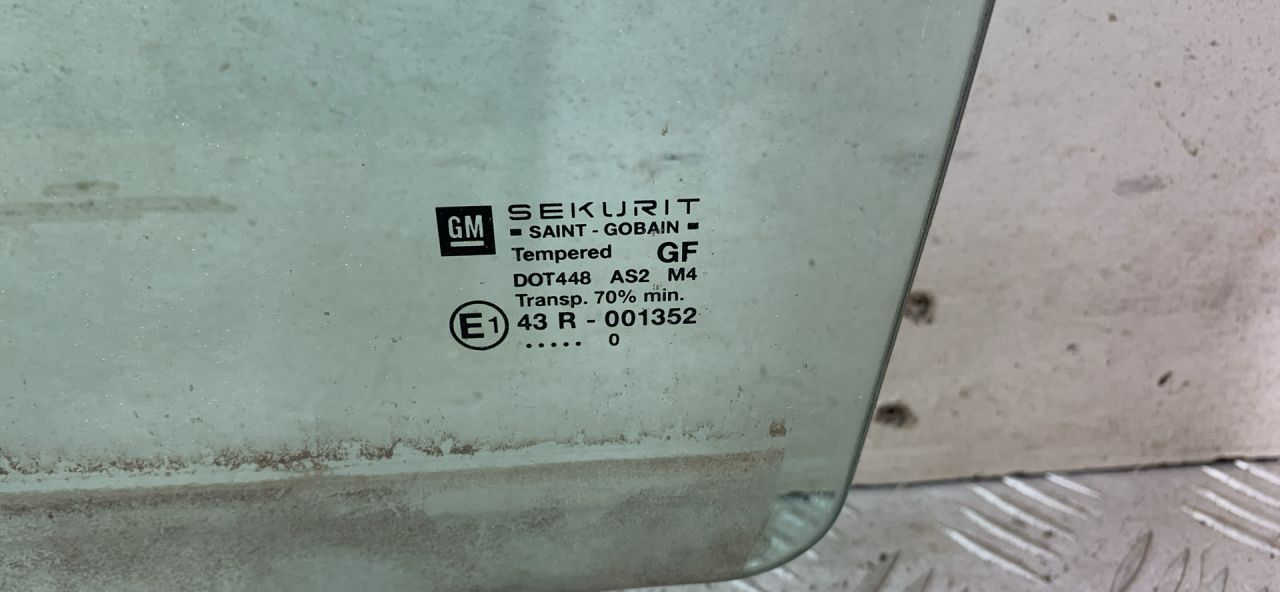 GM
SEKURIT
SAINT - GOBAIN
Tempered GF
DOT448 AS2 M4
Transp. 70% min.
E1 43 R - 001352
..... 0